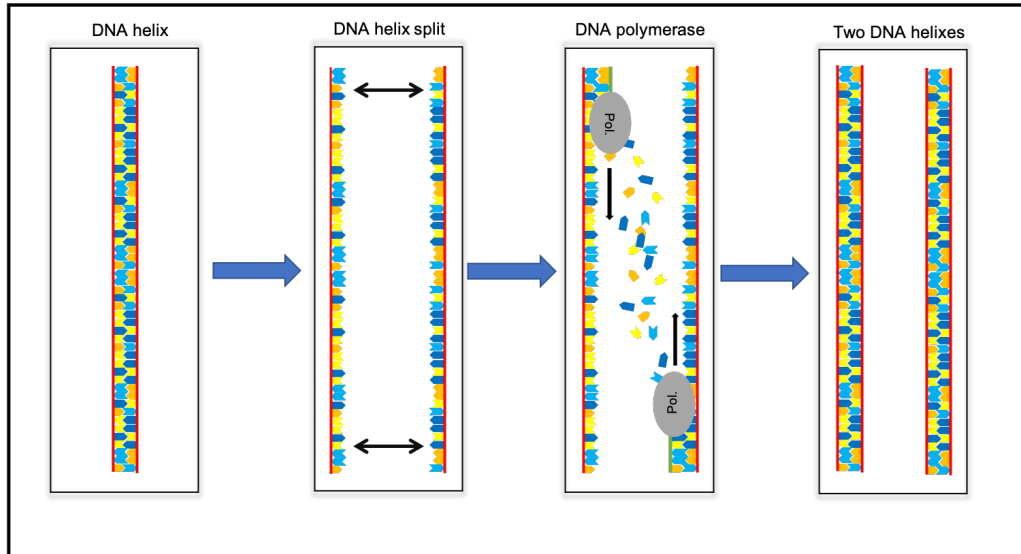 DNA helix
DNA helix split
DNA polymerase
Two DNA helixes
Pol.
Pol.